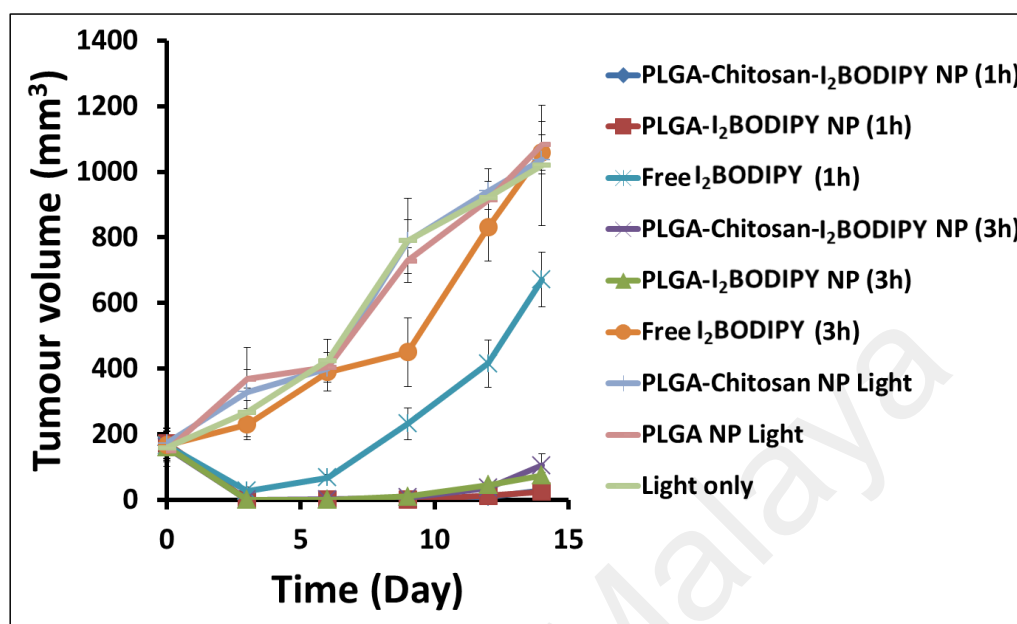 1400
1200
1000
800
600
400
200
0
Tumour volume (mm³)
0 5 10 15
Time (Day)
PLGA-Chitosan-I₂BODIPY NP (1h)
PLGA-I₂BODIPY NP (1h)
Free I₂BODIPY (1h)
PLGA-Chitosan-I₂BODIPY NP (3h)
PLGA-I₂BODIPY NP (3h)
Free I₂BODIPY (3h)
PLGA-Chitosan NP Light
PLGA NP Light
Light only
Malaya